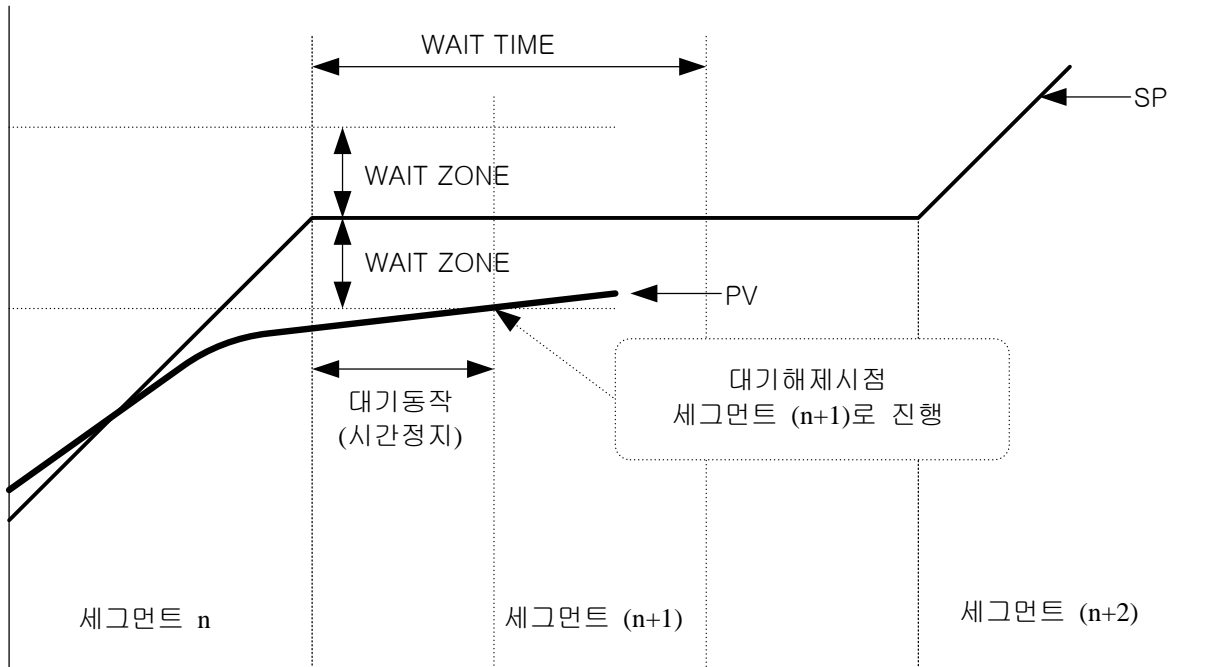 WAIT TIME
SP
WAIT ZONE
WAIT ZONE
PV
대기해제시점
세그먼트 (n+1)로 진행
대기동작
(시간정지)
세그먼트 n
세그먼트 (n+1)
세그먼트 (n+2)